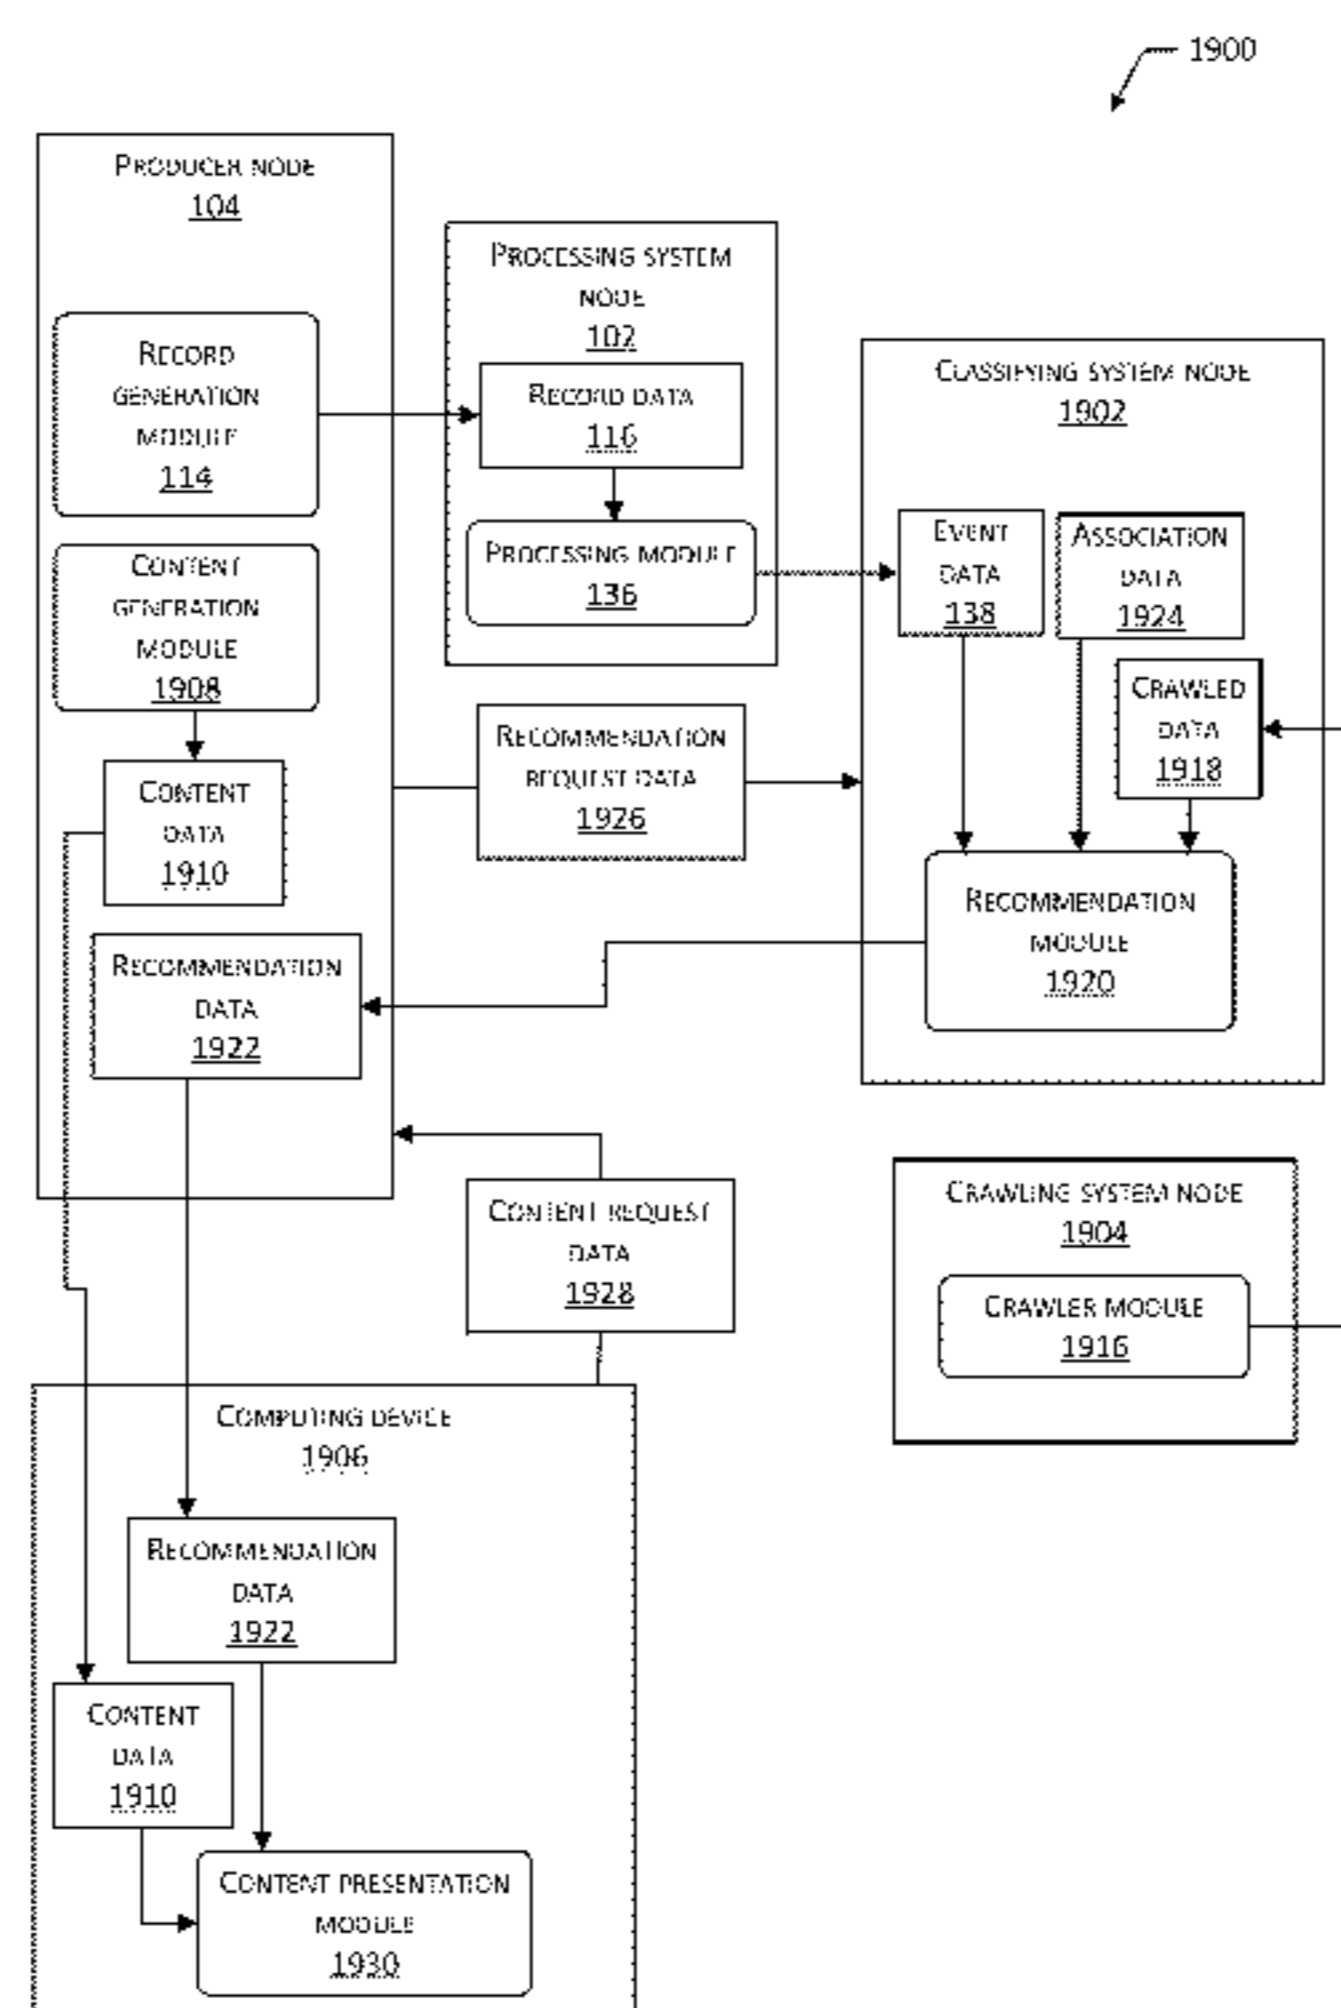 1900
PRODUCER NODE
104
RECORD
GENERATION
MODULE
114
CONTENT
GENERATION
MODULE
1908
CONTENT
DATA
1910
RECOMMENDATION
DATA
1922
PROCESSING SYSTEM
NODE
102
RECORD DATA
116
PROCESSING MODULE
136
RECOMMENDATION
REQUEST DATA
1926
CLASSIFYING SYSTEM NODE
1902
EVENT
DATA
138
ASSOCIATION
DATA
1924
CRAWLED
DATA
1918
RECOMMENDATION
MODULE
1920
CONTENT REQUEST
DATA
1928
CRAWLING SYSTEM NODE
1904
CRAWLER MODULE
1916
COMPUTING DEVICE
1906
RECOMMENDATION
DATA
1922
CONTENT
DATA
1910
CONTENT PRESENTATION
MODULE
1930